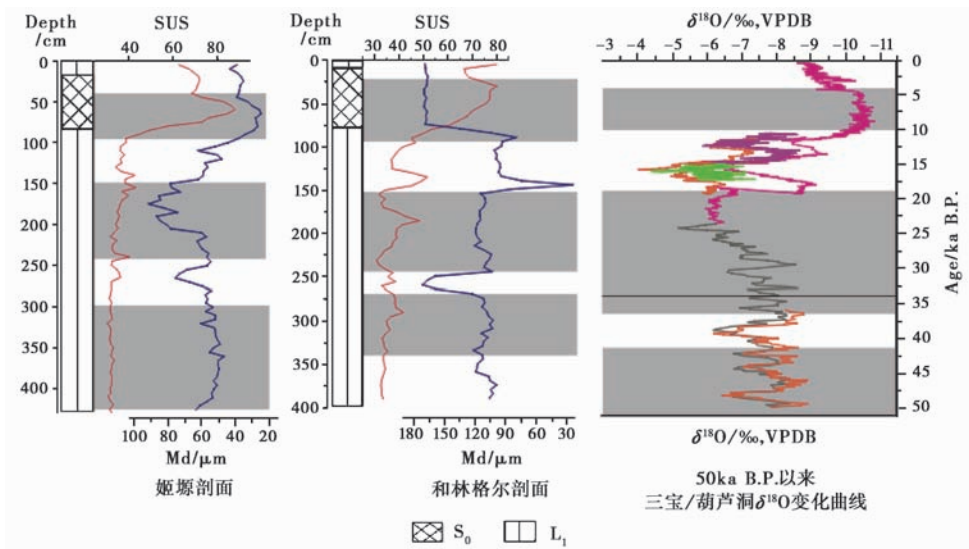 Depth
/cm
SUS
40 60 80
0
50
100
150
200
250
300
350
400
100 80 60 40 20
Md/μm
姬塬剖面
Depth
/cm
SUS
30 40 50 60 70 80
0
50
100
150
200
250
300
350
400
180 150 120 90 60 30
Md/μm
和林格尔剖面
δ¹⁸O/‰,VPDB
−3 −4 −5 −6 −7 −8 −9 −10 −11
0
5
10
15
20
25
30
35
40
45
50
Age/ka B.P.
δ¹⁸O/‰,VPDB
50ka B.P.以来
三宝/葫芦洞δ¹⁸O变化曲线
S₀ L₁